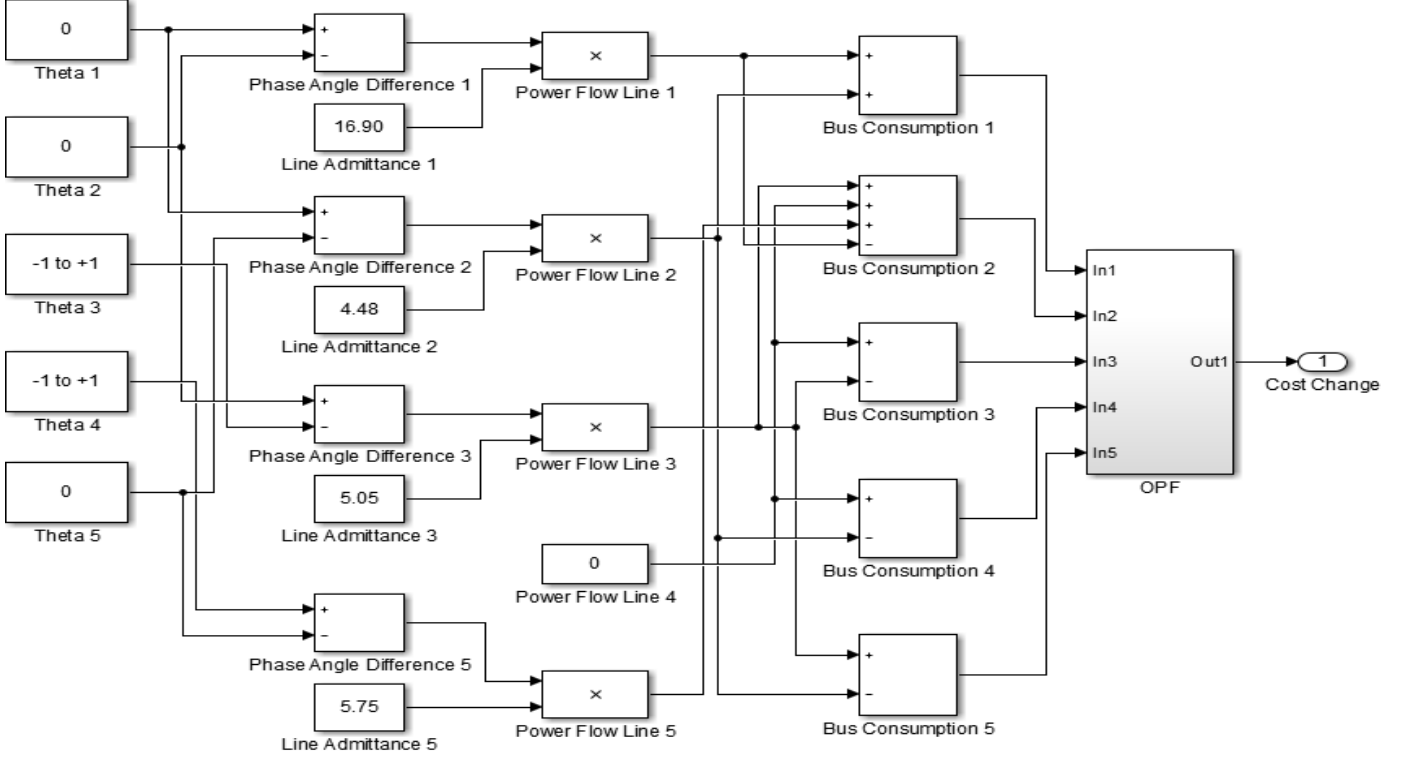 0
Theta 1
0
Theta 2
-1 to +1
Theta 3
-1 to +1
Theta 4
0
Theta 5
+
−
Phase Angle Difference 1
16.90
Line Admittance 1
+
−
Phase Angle Difference 2
4.48
Line Admittance 2
+
−
Phase Angle Difference 3
5.05
Line Admittance 3
+
−
Phase Angle Difference 5
5.75
Line Admittance 5
×
Power Flow Line 1
×
Power Flow Line 2
×
Power Flow Line 3
0
Power Flow Line 4
×
Power Flow Line 5
+
+
Bus Consumption 1
+
+
+
−
Bus Consumption 2
+
−
Bus Consumption 3
+
−
Bus Consumption 4
+
−
Bus Consumption 5
In1
In2
In3
In4
In5
Out1
OPF
1
Cost Change